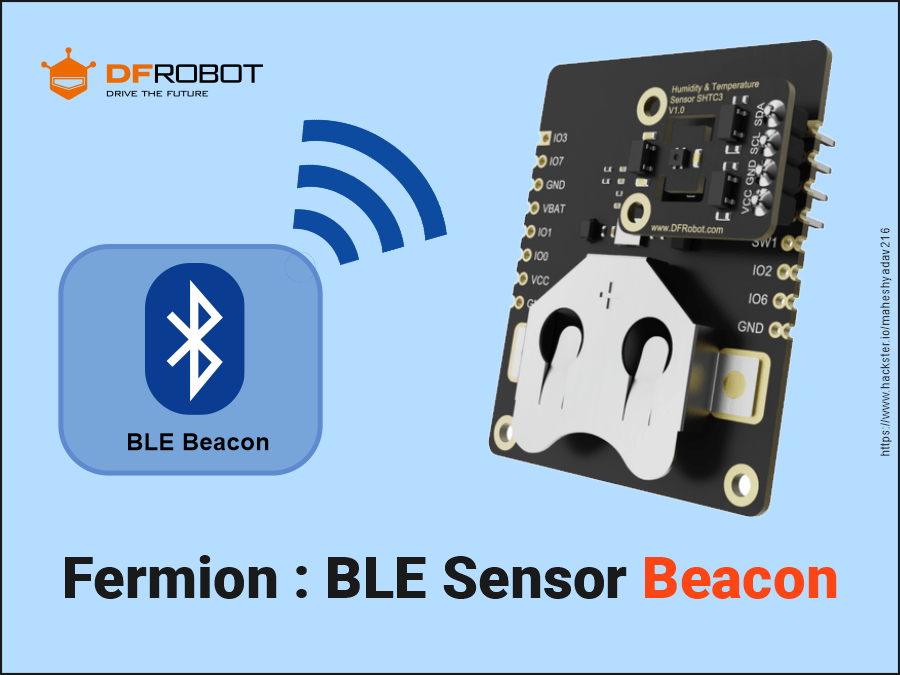 DFROBOT
DRIVE THE FUTURE
Humidity & Temperature
Sensor SHTC3
V1.0
SDA
SCL
GND
VCC
www.DFRobot.com
IO3
IO7
GND
VBAT
IO1
IO0
VCC
SW1
IO2
IO6
GND
BLE Beacon
https://www.hackster.io/maheshyadav216
Fermion : BLE Sensor Beacon